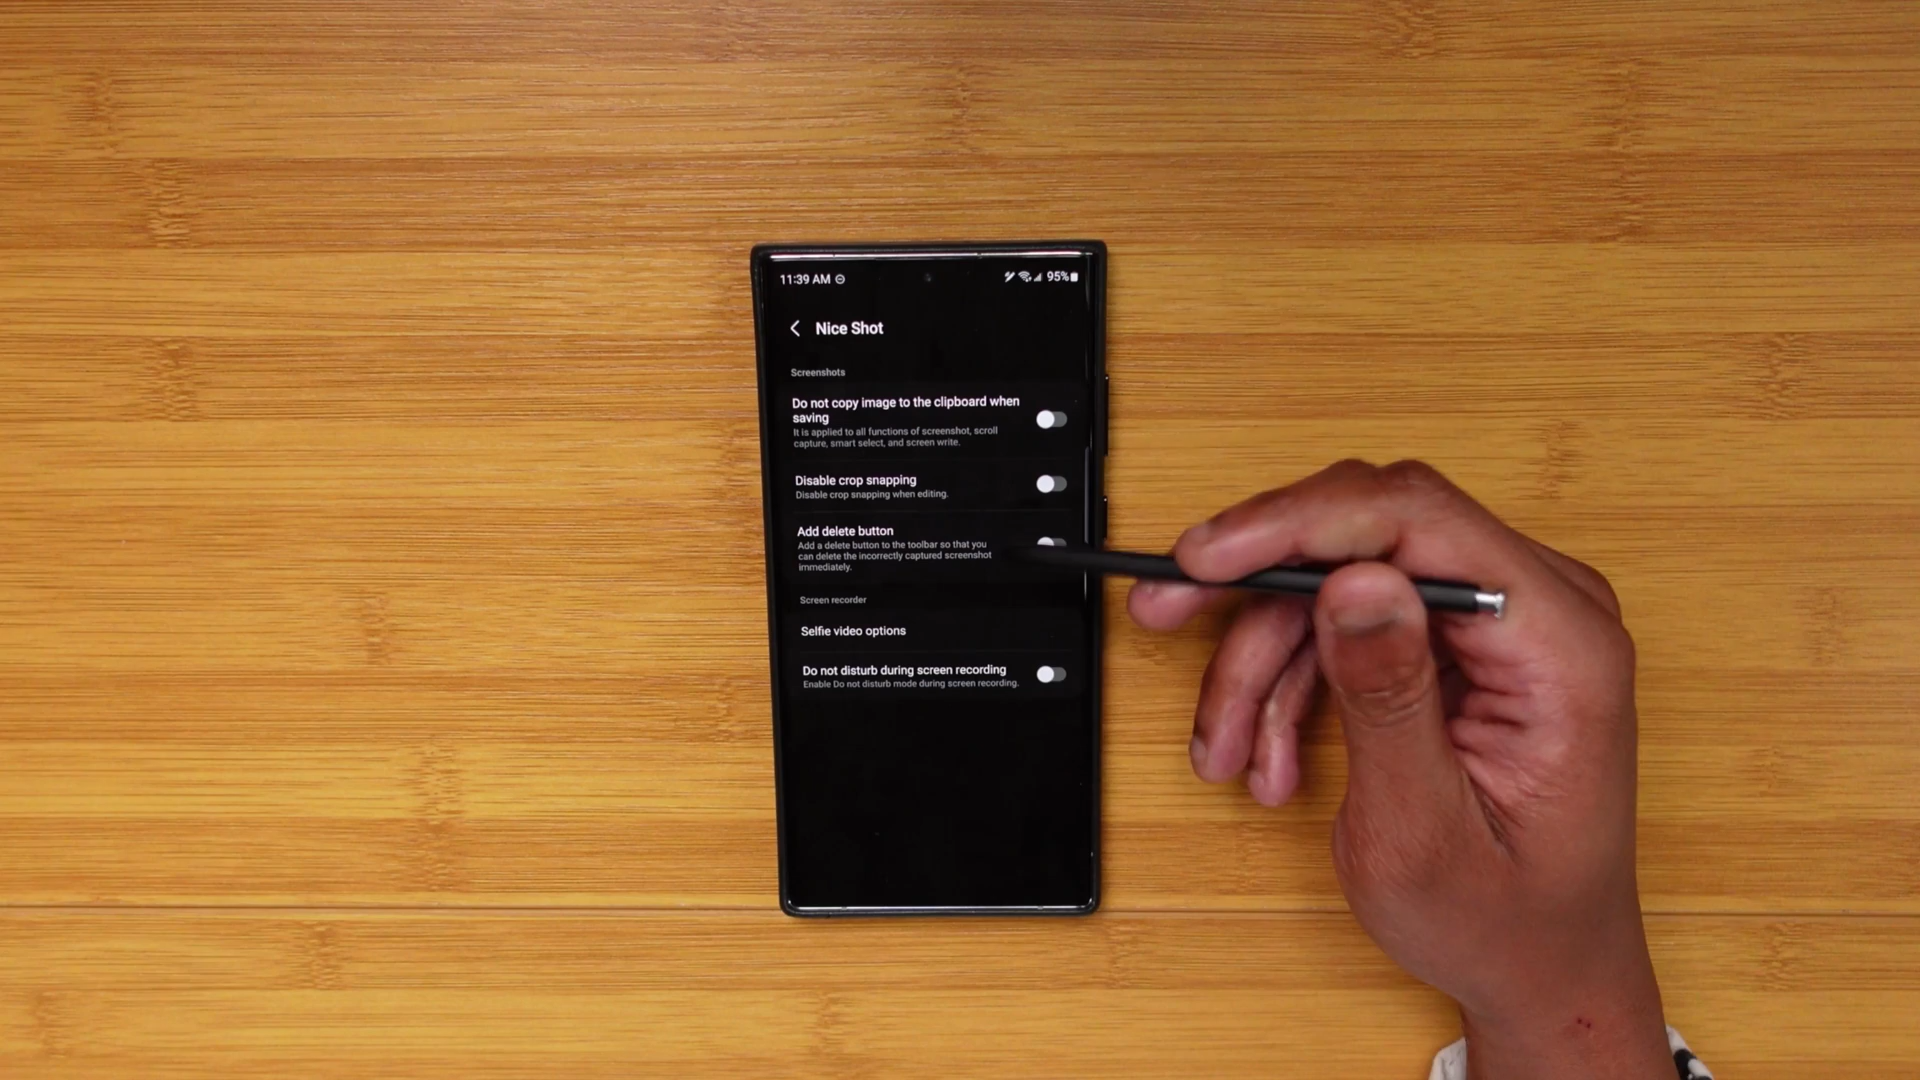 11:39 AM
95%
Nice Shot
Screenshots
Do not copy image to the clipboard when
saving
It is applied to all functions of screenshot, scroll
capture, smart select, and screen write.
Disable crop snapping
Disable crop snapping when editing.
Add delete button
Add a delete button to the toolbar so that you
can delete the incorrectly captured screenshot
immediately.
Screen recorder
Selfie video options
Do not disturb during screen recording
Enable Do not disturb mode during screen recording.